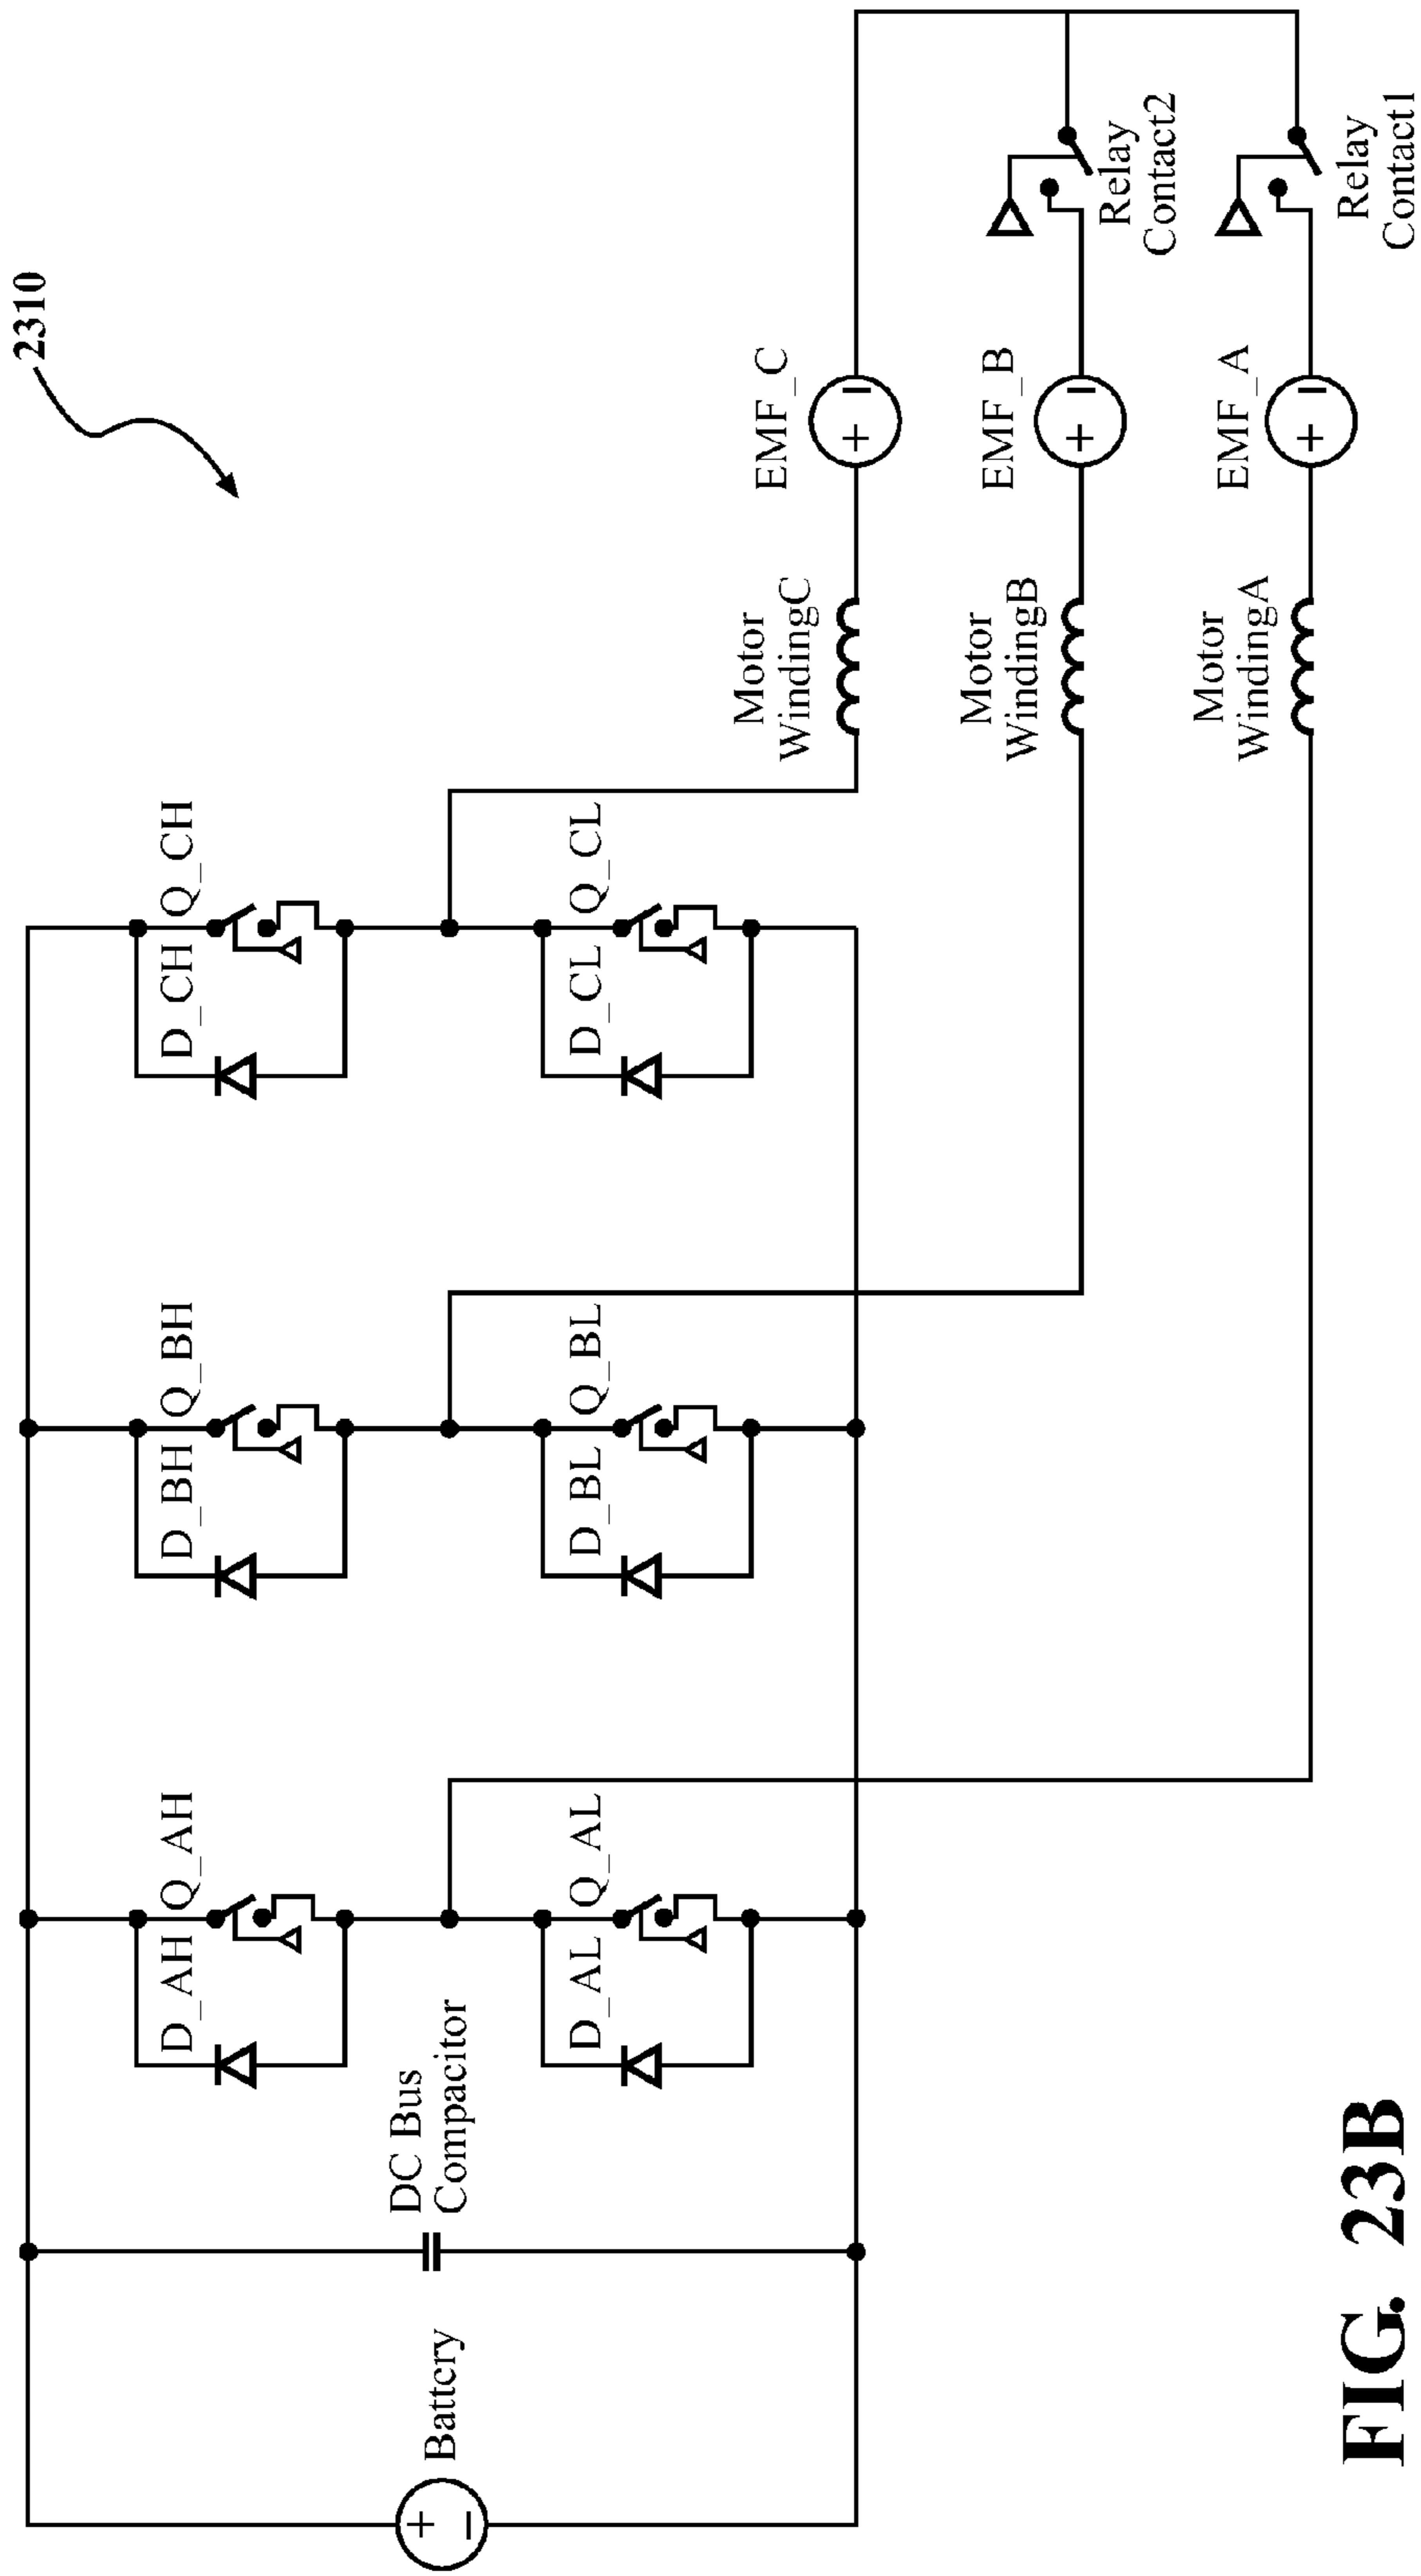 2310
D_AH
Q_AH
D_BH
Q_BH
D_CH
Q_CH
Battery
DC Bus
Compacitor
D_AL
Q_AL
D_BL
Q_BL
D_CL
Q_CL
Motor
WindingC
EMF_C
Motor
WindingB
EMF_B
Relay
Contact2
Motor
WindingA
EMF_A
Relay
Contact1
FIG. 23B